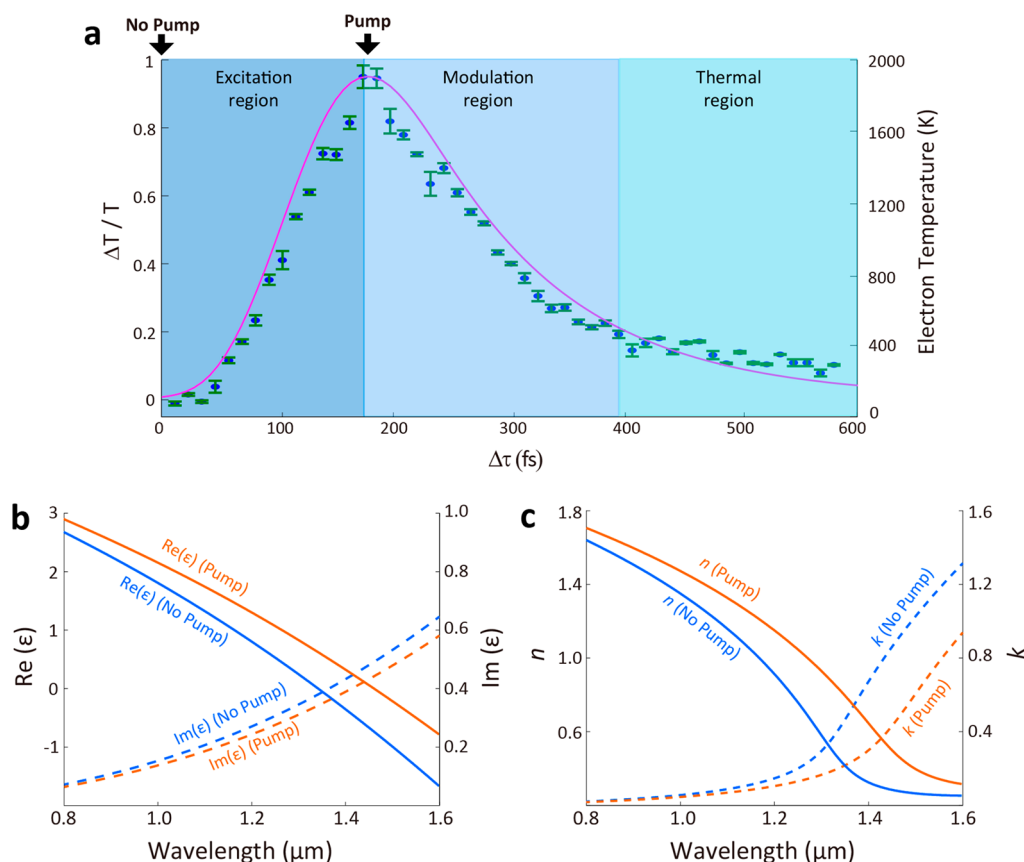 a
No Pump
Pump
Excitation
region
Modulation
region
Thermal
region
1
0.8
0.6
0.4
0.2
0
ΔT / T
2000
1600
1200
800
400
0
Electron Temperature (K)
0
100
200
300
400
500
600
Δτ (fs)
b
3
2
1
0
-1
Re (ε)
1.0
0.8
0.6
0.4
0.2
Im (ε)
Re(ε) (Pump)
Re(ε) (No Pump)
Im(ε) (No Pump)
Im(ε) (Pump)
0.8
1.0
1.2
1.4
1.6
Wavelength (μm)
c
1.8
1.4
1.0
0.6
n
1.6
1.2
0.8
0.4
k
n (Pump)
n (No Pump)
k (No Pump)
k (Pump)
0.8
1.0
1.2
1.4
1.6
Wavelength (μm)